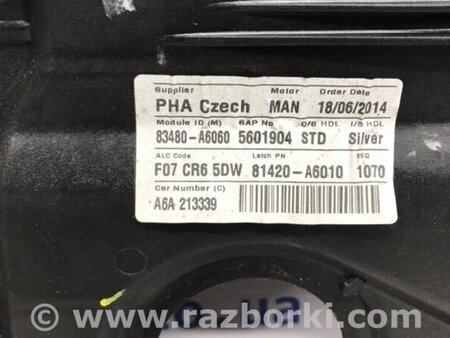 Supplier Motor Order Date
PHA Czech MAN 18/06/2014
Module ID (M) SAP No O/S HDL I/S HDL
83480-A6060 5601904 STD Silver
ALC Code Latch PN SEQ
F07 CR6 5DW 81420-A6010 1070
Car Number (C)
A6A 213339
www.razborki.com